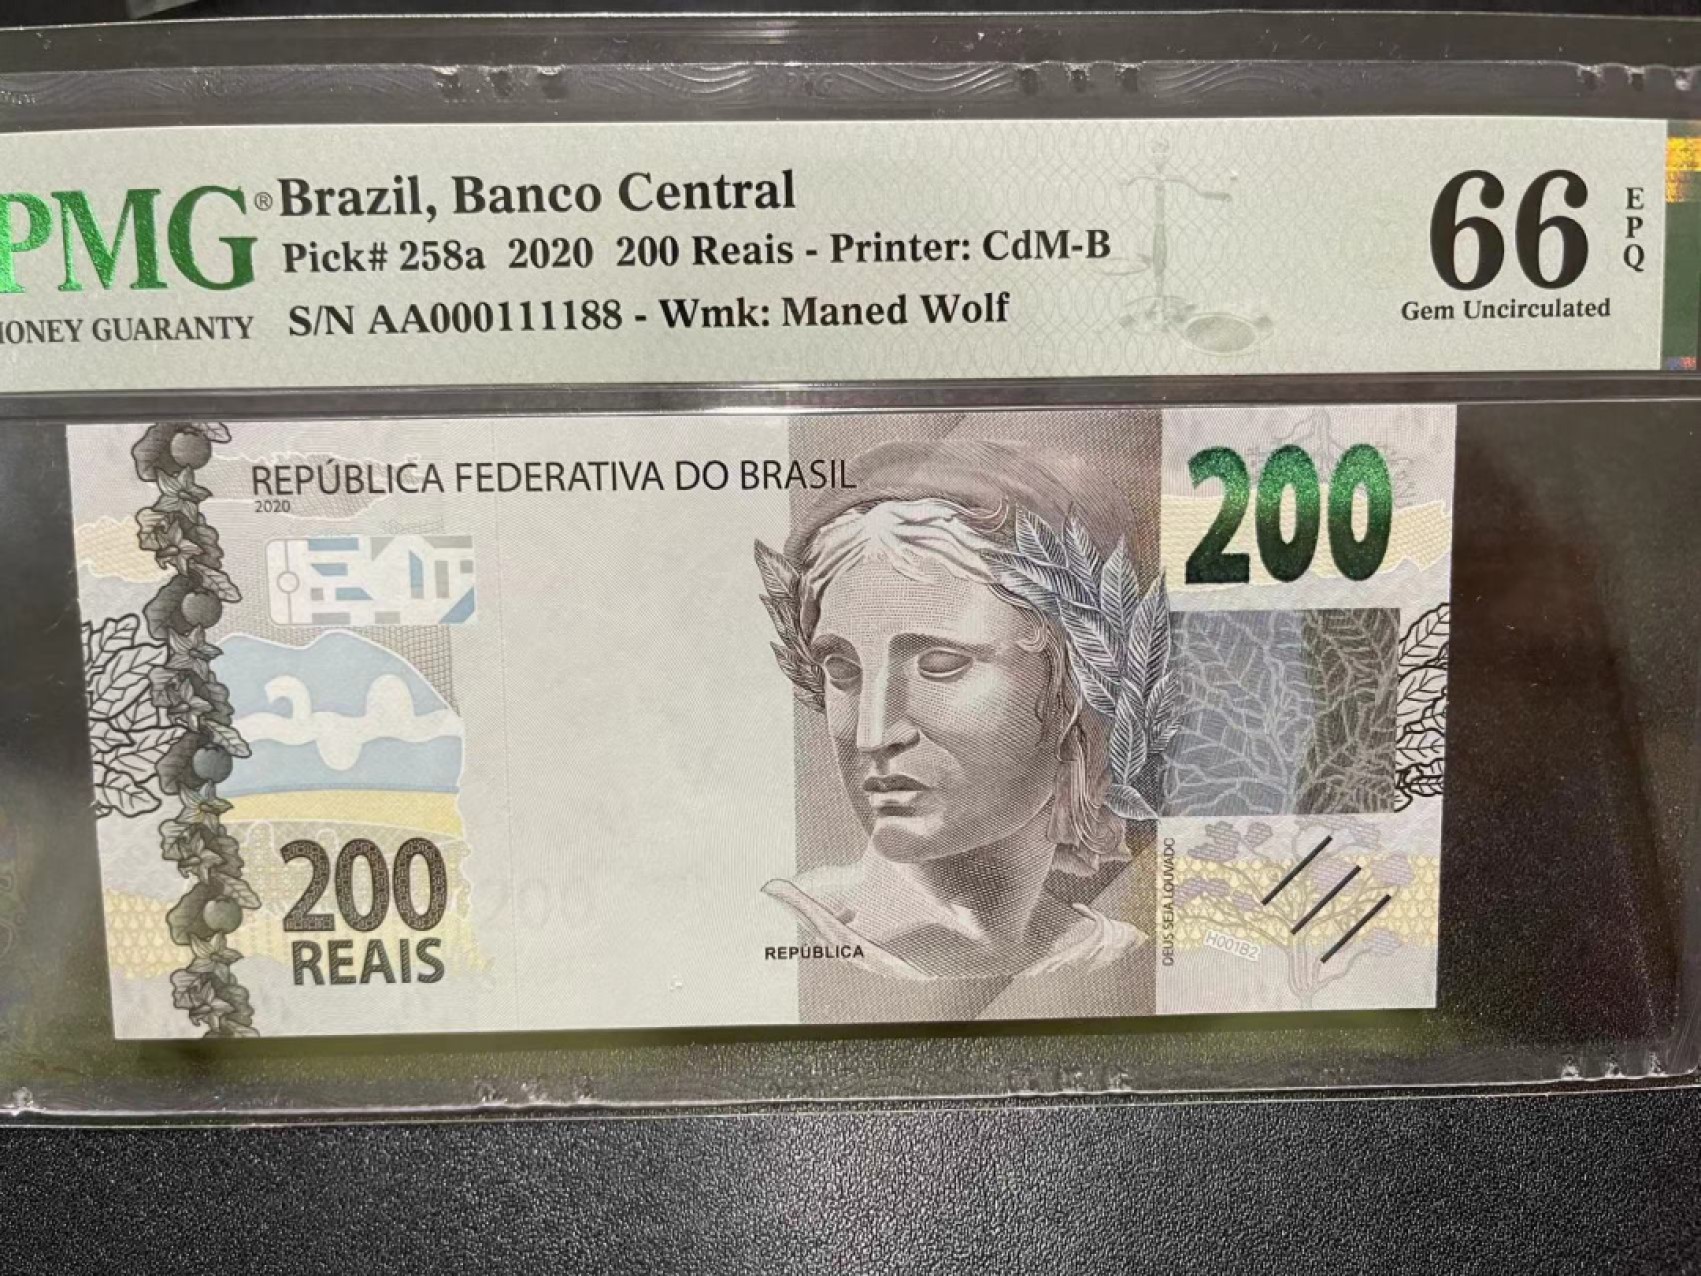 PMG® Brazil, Banco Central
Pick# 258a 2020 200 Reais - Printer: CdM-B
MONEY GUARANTY S/N AA000111188 - Wmk: Maned Wolf
66 EPQ
Gem Uncirculated
REPÚBLICA FEDERATIVA DO BRASIL
2020
200
200
REAIS
200
REPÚBLICA
DEUS SEJA LOUVADO
H001B2